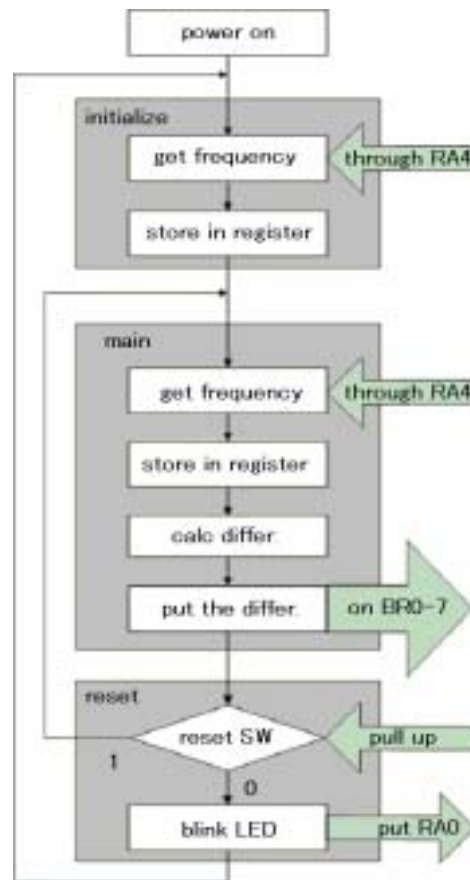 power on
initialize
get frequency
through RA4
store in register
main
get frequency
through RA4
store in register
calc differ
put the differ.
on BR0-7
reset
reset SW
pull up
1
0
blink LED
put RA0